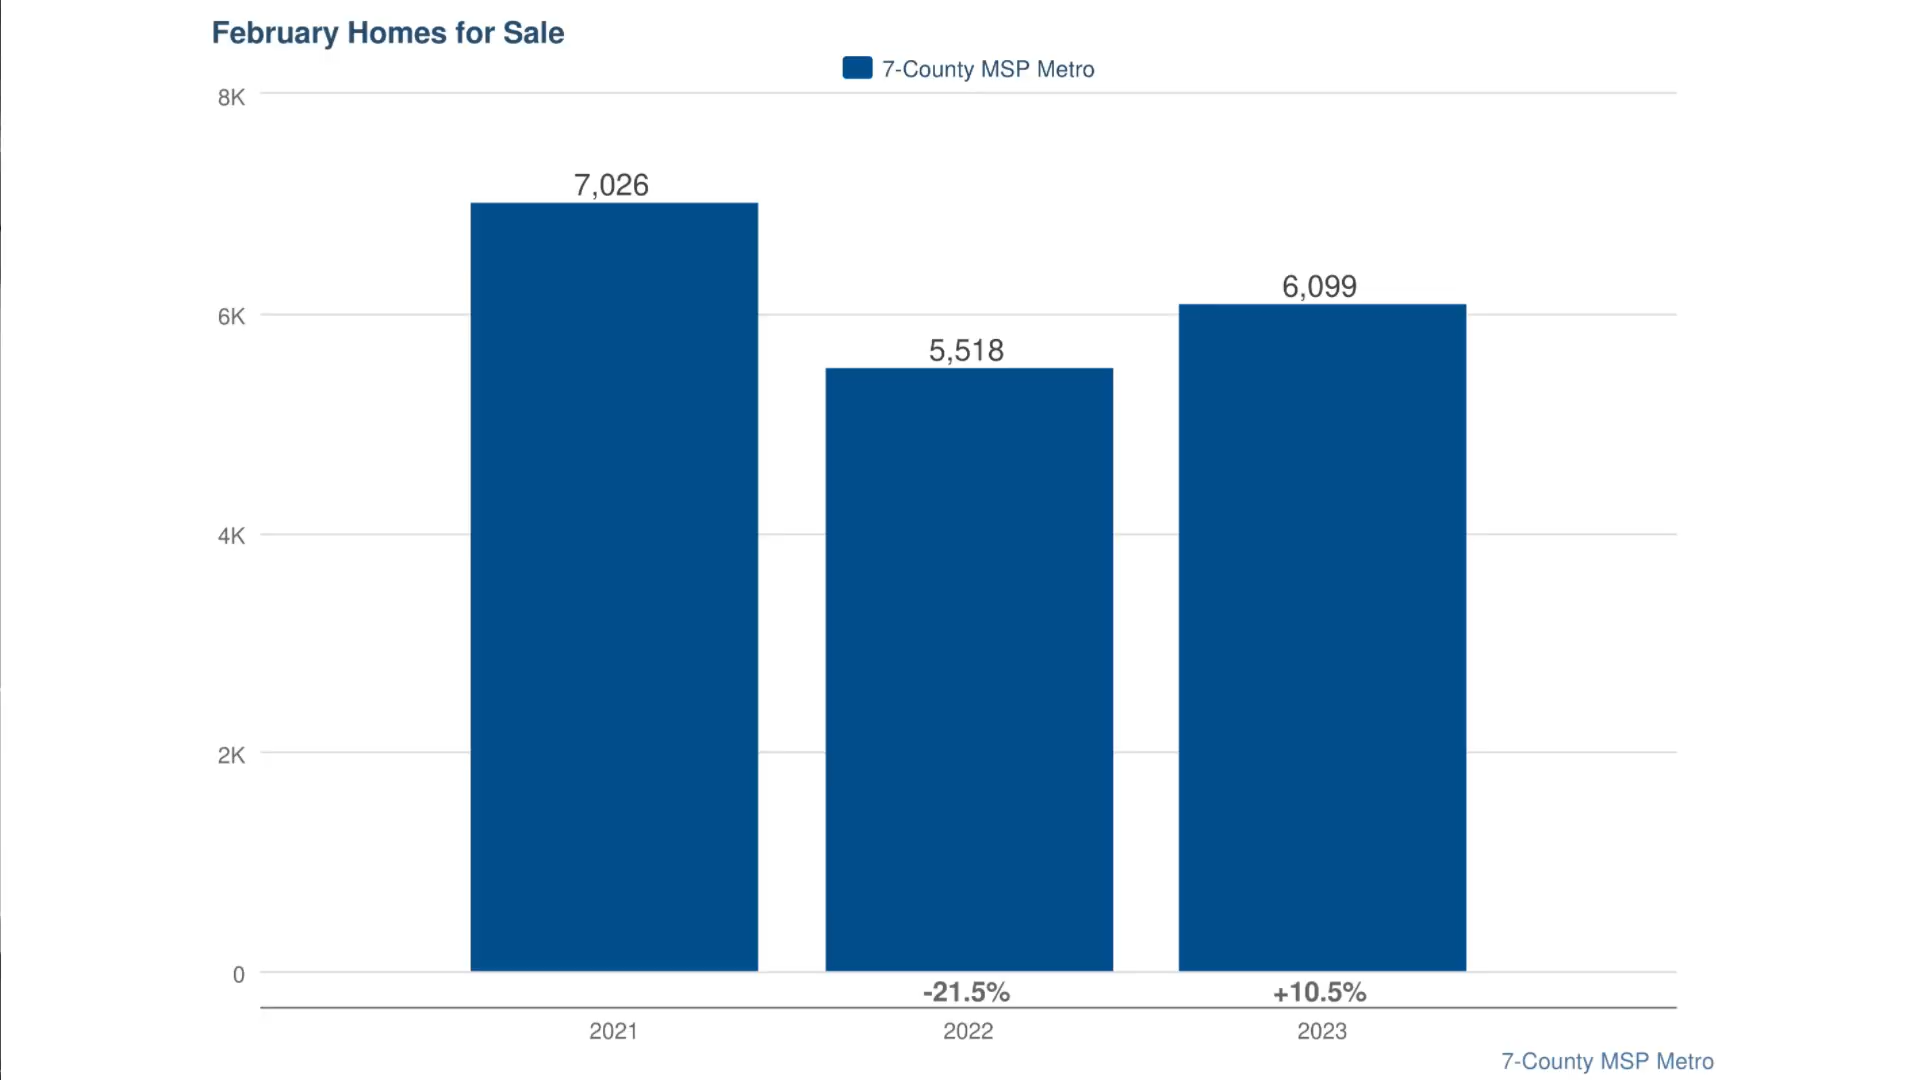 February Homes for Sale
7-County MSP Metro
8K
7,026
6,099
6K
5,518
4K
2K
0
-21.5% +10.5%
2021 2022 2023
7-County MSP Metro